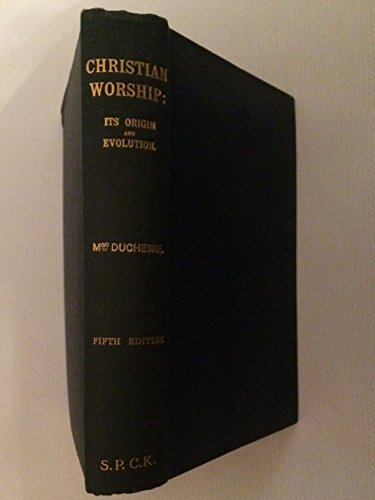 CHRISTIAN
WORSHIP:
ITS ORIGIN
AND
EVOLUTION.
MGR DUCHESNE.
FIFTH EDITION
S.P.C.K.